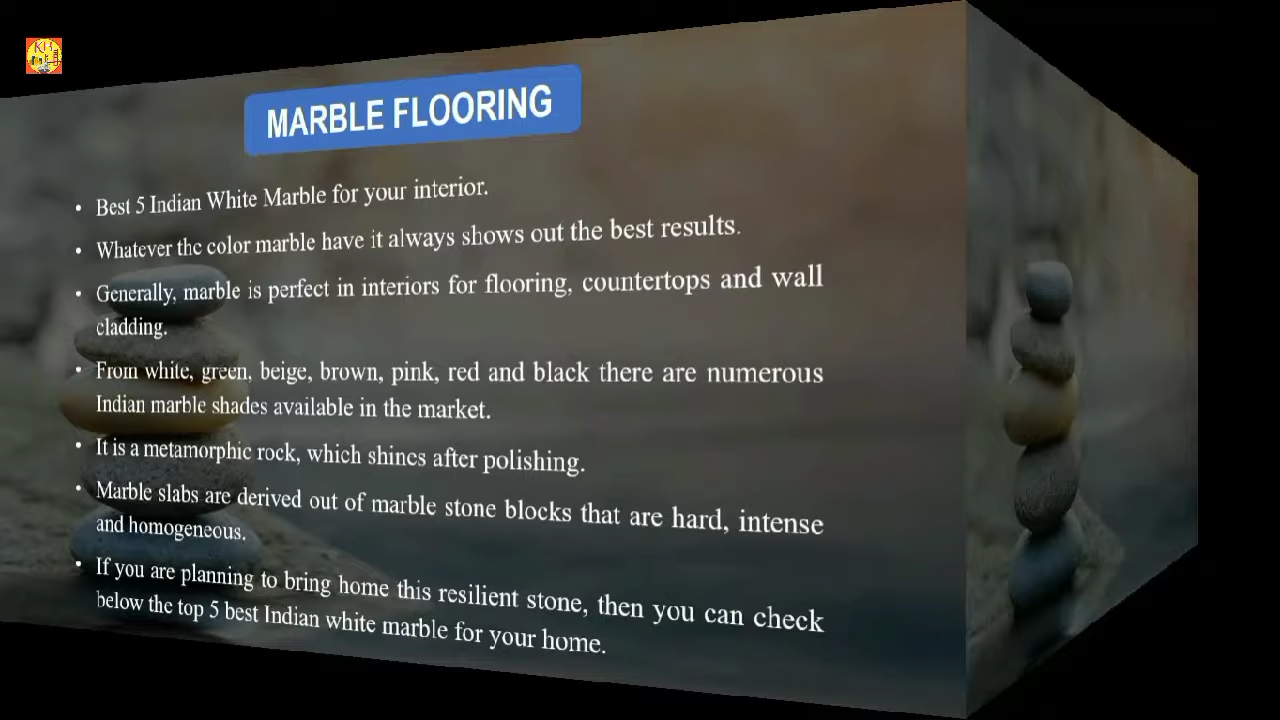 MARBLE FLOORING
• Best 5 Indian White Marble for your interior.
• Whatever the color marble have it always shows out the best results.
• Generally, marble is perfect in interiors for flooring, countertops and wall
cladding.
• From white, green, beige, brown, pink, red and black there are numerous
Indian marble shades available in the market.
• It is a metamorphic rock, which shines after polishing.
• Marble slabs are derived out of marble stone blocks that are hard, intense
and homogeneous.
• If you are planning to bring home this resilient stone, then you can check
below the top 5 best Indian white marble for your home.